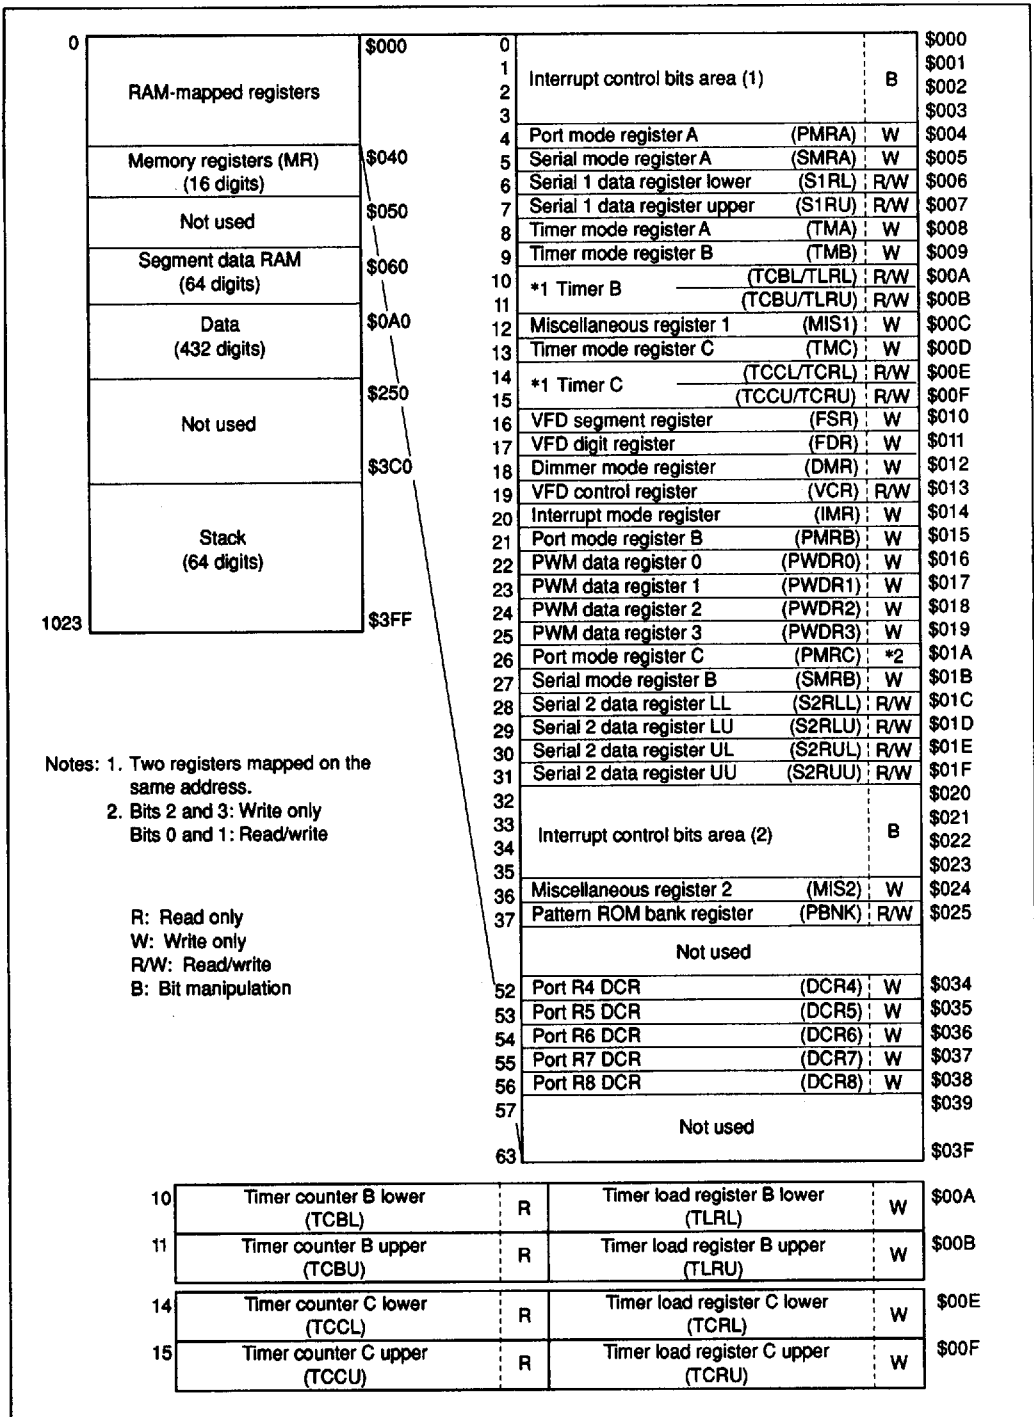 0 $000
RAM-mapped registers
Memory registers (MR) $040
(16 digits)
Not used $050
Segment data RAM $060
(64 digits)
Data $0A0
(432 digits)
$250
Not used
$3C0
Stack
(64 digits)
1023 $3FF
Notes: 1. Two registers mapped on the
same address.
2. Bits 2 and 3: Write only
Bits 0 and 1: Read/write
R: Read only
W: Write only
R/W: Read/write
B: Bit manipulation
0 $000
1 Interrupt control bits area (1) B $001
2 $002
3 $003
4 Port mode register A (PMRA) W $004
5 Serial mode register A (SMRA) W $005
6 Serial 1 data register lower (S1RL) R/W $006
7 Serial 1 data register upper (S1RU) R/W $007
8 Timer mode register A (TMA) W $008
9 Timer mode register B (TMB) W $009
10 *1 Timer B (TCBL/TLRL) R/W $00A
11 (TCBU/TLRU) R/W $00B
12 Miscellaneous register 1 (MIS1) W $00C
13 Timer mode register C (TMC) W $00D
14 *1 Timer C (TCCL/TCRL) R/W $00E
15 (TCCU/TCRU) R/W $00F
16 VFD segment register (FSR) W $010
17 VFD digit register (FDR) W $011
18 Dimmer mode register (DMR) W $012
19 VFD control register (VCR) R/W $013
20 Interrupt mode register (IMR) W $014
21 Port mode register B (PMRB) W $015
22 PWM data register 0 (PWDR0) W $016
23 PWM data register 1 (PWDR1) W $017
24 PWM data register 2 (PWDR2) W $018
25 PWM data register 3 (PWDR3) W $019
26 Port mode register C (PMRC) *2 $01A
27 Serial mode register B (SMRB) W $01B
28 Serial 2 data register LL (S2RLL) R/W $01C
29 Serial 2 data register LU (S2RLU) R/W $01D
30 Serial 2 data register UL (S2RUL) R/W $01E
31 Serial 2 data register UU (S2RUU) R/W $01F
32 $020
33 Interrupt control bits area (2) B $021
34 $022
35 $023
36 Miscellaneous register 2 (MIS2) W $024
37 Pattern ROM bank register (PBNK) R/W $025
Not used
52 Port R4 DCR (DCR4) W $034
53 Port R5 DCR (DCR5) W $035
54 Port R6 DCR (DCR6) W $036
55 Port R7 DCR (DCR7) W $037
56 Port R8 DCR (DCR8) W $038
57 $039
Not used
63 $03F
10 Timer counter B lower R Timer load register B lower W $00A
(TCBL) (TLRL)
11 Timer counter B upper R Timer load register B upper W $00B
(TCBU) (TLRU)
14 Timer counter C lower R Timer load register C lower W $00E
(TCCL) (TCRL)
15 Timer counter C upper R Timer load register C upper W $00F
(TCCU) (TCRU)